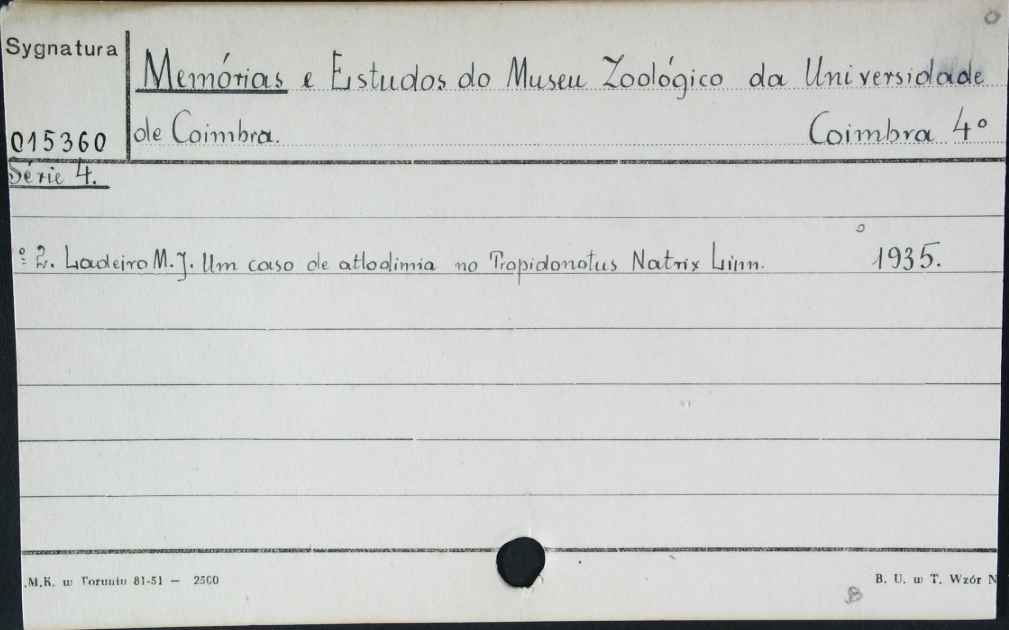 Sygnatura
Memórias e Estudos do Museu Zoológico da Universidade
015360
de Coimbra. Coimbra 4º
Série 4.
º 2. Ladeiro M.J. Um caso de atlodimia no Tropidonotus Natrix Linn. 1935.
.M.K. w Toruniu 81-51 — 2500
B. U. w T. Wzór N
B